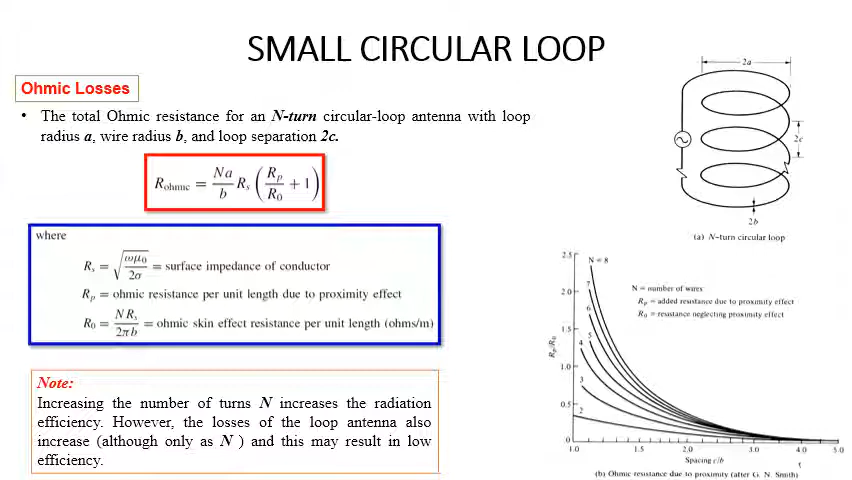 SMALL CIRCULAR LOOP
Ohmic Losses
• The total Ohmic resistance for an N-turn circular-loop antenna with loop
radius a, wire radius b, and loop separation 2c.
R_ohmic = Na/b R_s (R_p/R_0 + 1)
where
R_s = √(ωμ_0/2σ) = surface impedance of conductor
R_p = ohmic resistance per unit length due to proximity effect
R_0 = N R_s/2π b = ohmic skin effect resistance per unit length (ohms/m)
Note:
Increasing the number of turns N increases the radiation
efficiency. However, the losses of the loop antenna also
increase (although only as N ) and this may result in low
efficiency.
2a
2c
2b
(a) N-turn circular loop
2.5
2.0
1.5
1.0
0.5
0
R_p/R_0
N = 8
7
6
5
4
3
2
N = number of wires
R_p = added resistance due to proximity effect
R_0 = resistance neglecting proximity effect
1.0 1.5 2.0 3.0 4.0 5.0
Spacing c/b
(b) Ohmic resistance due to proximity (after G. N. Smith)